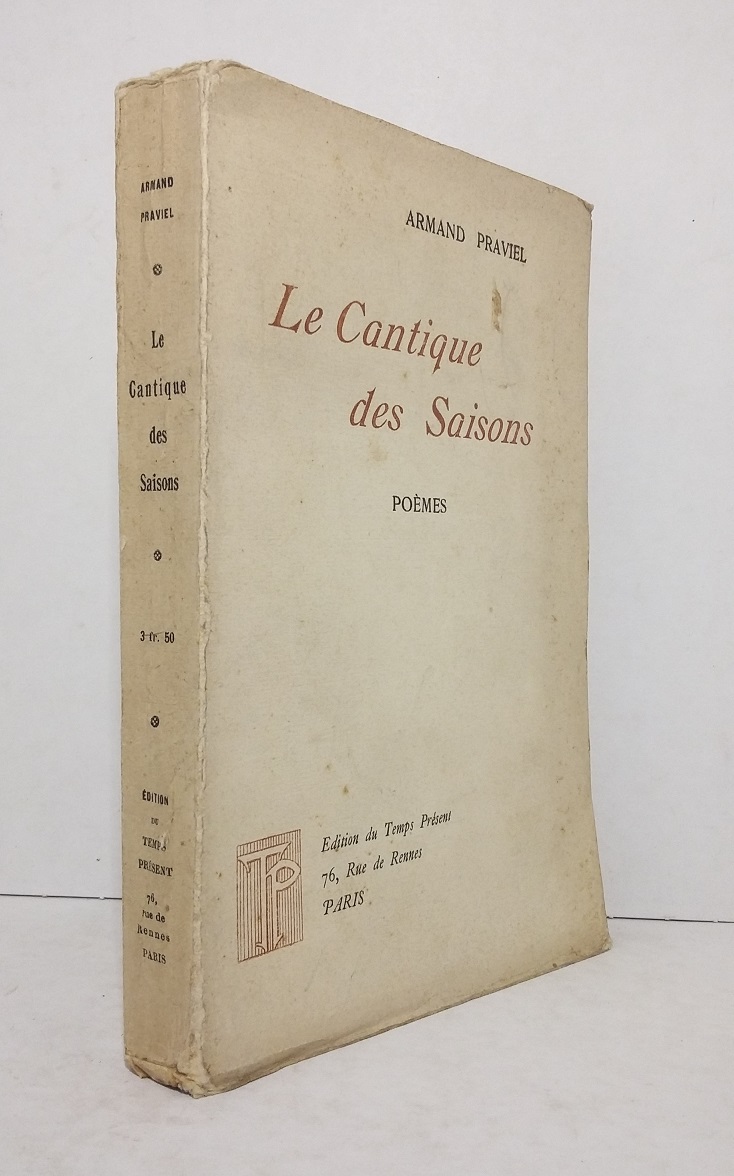 ARMAND
PRAVIEL
Le
Cantique
des
Saisons
3 fr. 50
ÉDITION
DU
TEMPS
PRÉSENT
76,
rue de
Rennes
PARIS
ARMAND PRAVIEL
Le Cantique
des Saisons
POÈMES
TP
Edition du Temps Présent
76, Rue de Rennes
PARIS